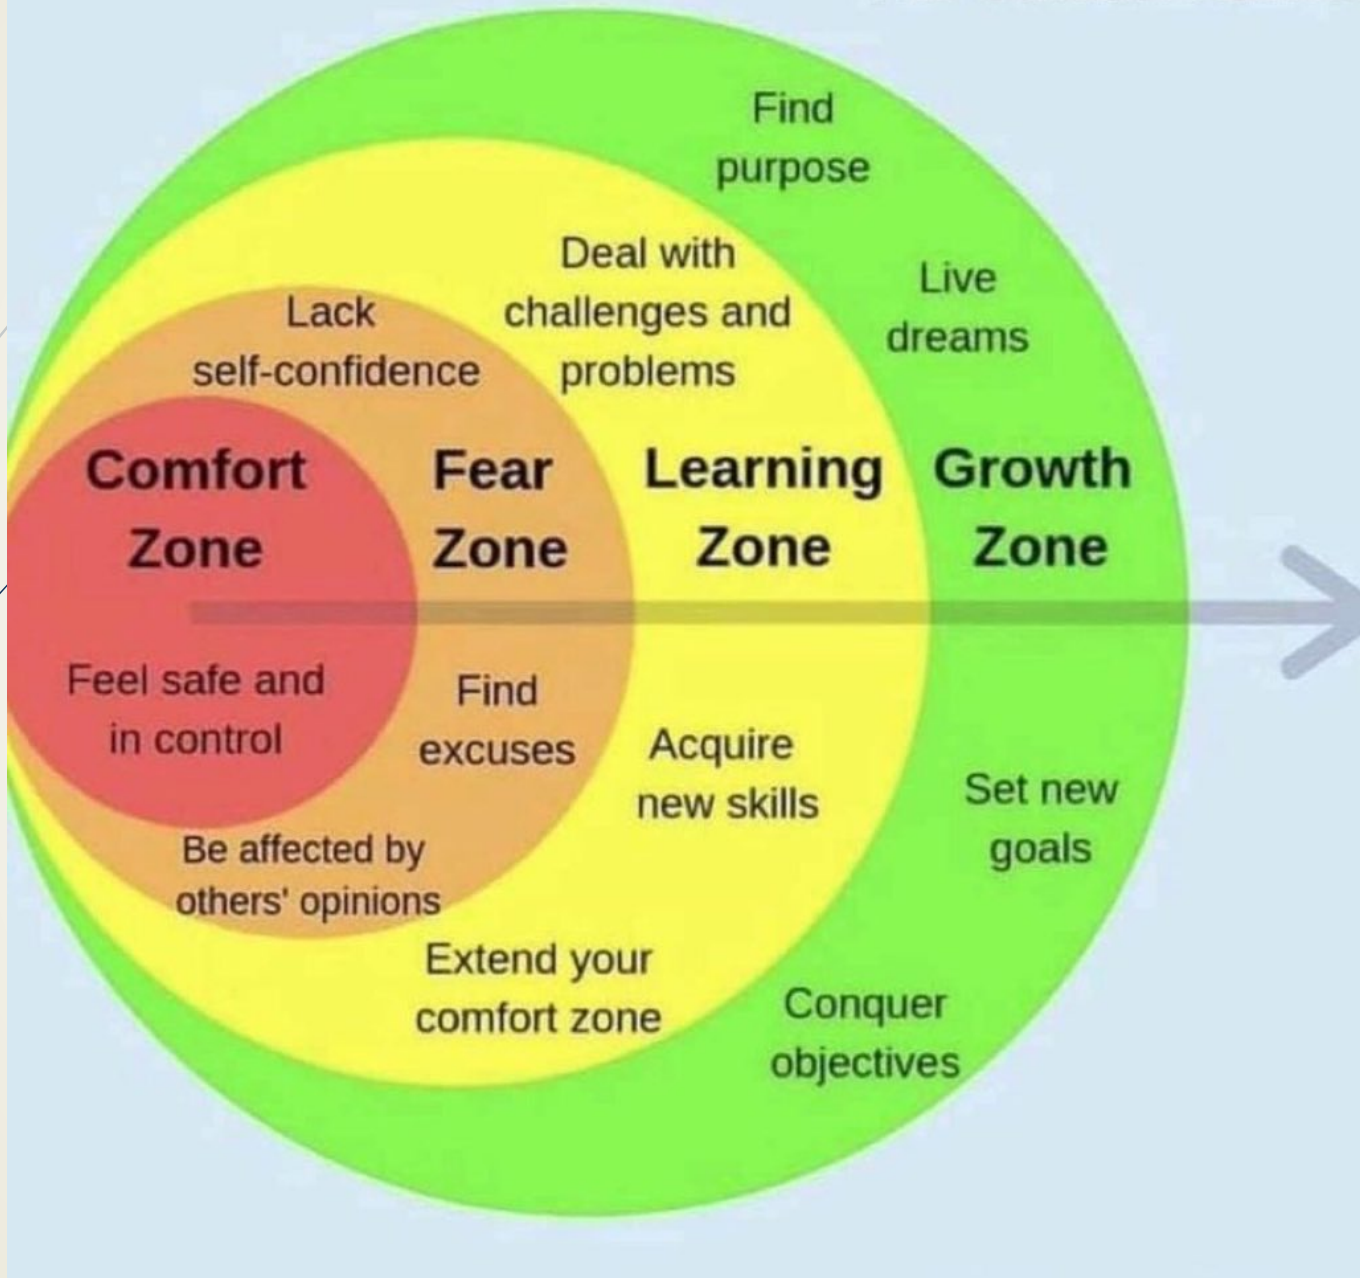 Find
purpose
Live
dreams
Deal with
challenges and
problems
Lack
self-confidence
Comfort
Zone
Fear
Zone
Learning
Zone
Growth
Zone
Feel safe and
in control
Find
excuses
Acquire
new skills
Set new
goals
Be affected by
others' opinions
Extend your
comfort zone
Conquer
objectives